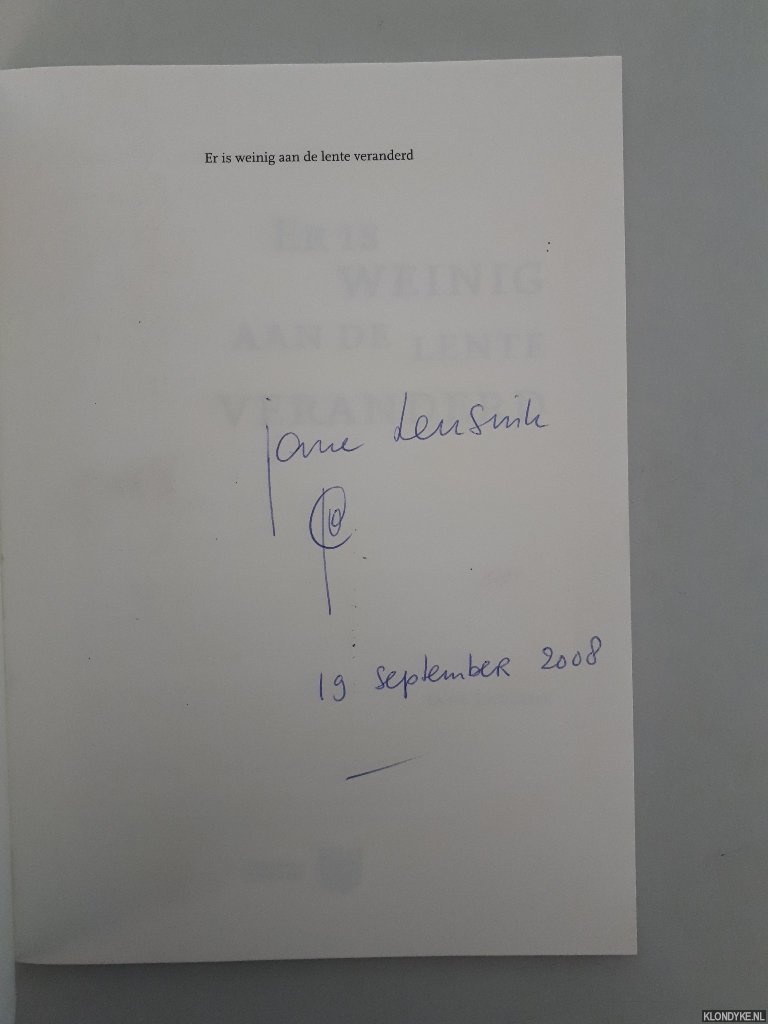 Er is weinig aan de lente veranderd
ER IS
WEINIG
AAN DE LENTE
VERANDERD
jane Leusink
19 september 2008
KLONDYKE.NL